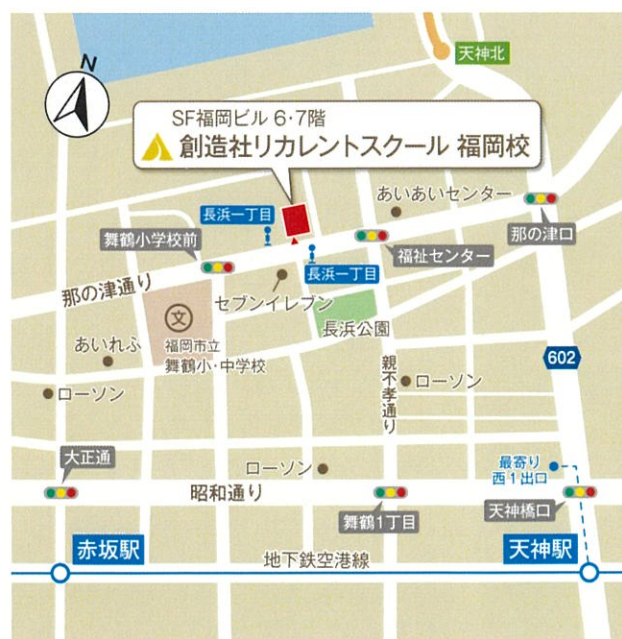 天神北
N
SF福岡ビル 6・7階
創造社リカレントスクール 福岡校
あいあいセンター
長浜一丁目
那の津口
舞鶴小学校前
福祉センター
長浜一丁目
那の津通り
セブンイレブン
文
長浜公園
あいれふ
福岡市立
舞鶴小・中学校
602
親不孝通り
ローソン
ローソン
大正通
ローソン
最寄り
西1出口
昭和通り
天神橋口
舞鶴1丁目
赤坂駅
地下鉄空港線
天神駅